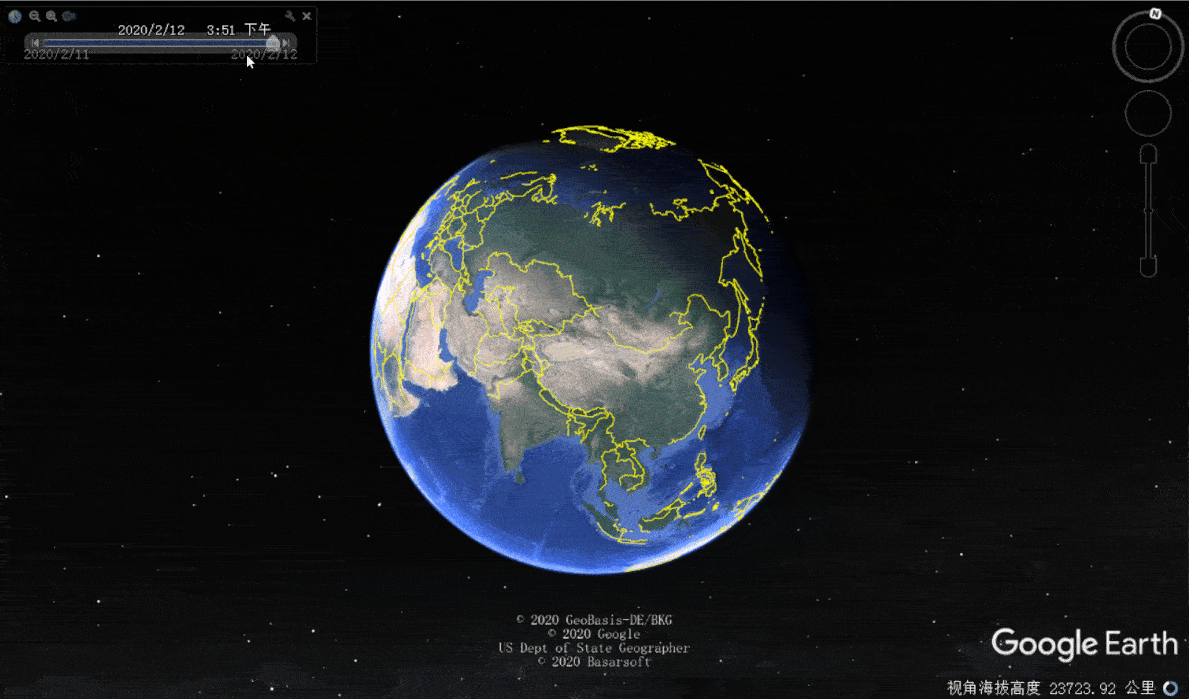 2020/2/12 3:51 下午
2020/2/11 2020/2/12
N
© 2020 GeoBasis-DE/BKG
© 2020 Google
US Dept of State Geographer
© 2020 Basarsoft
Google Earth
视角海拔高度 23723.92 公里